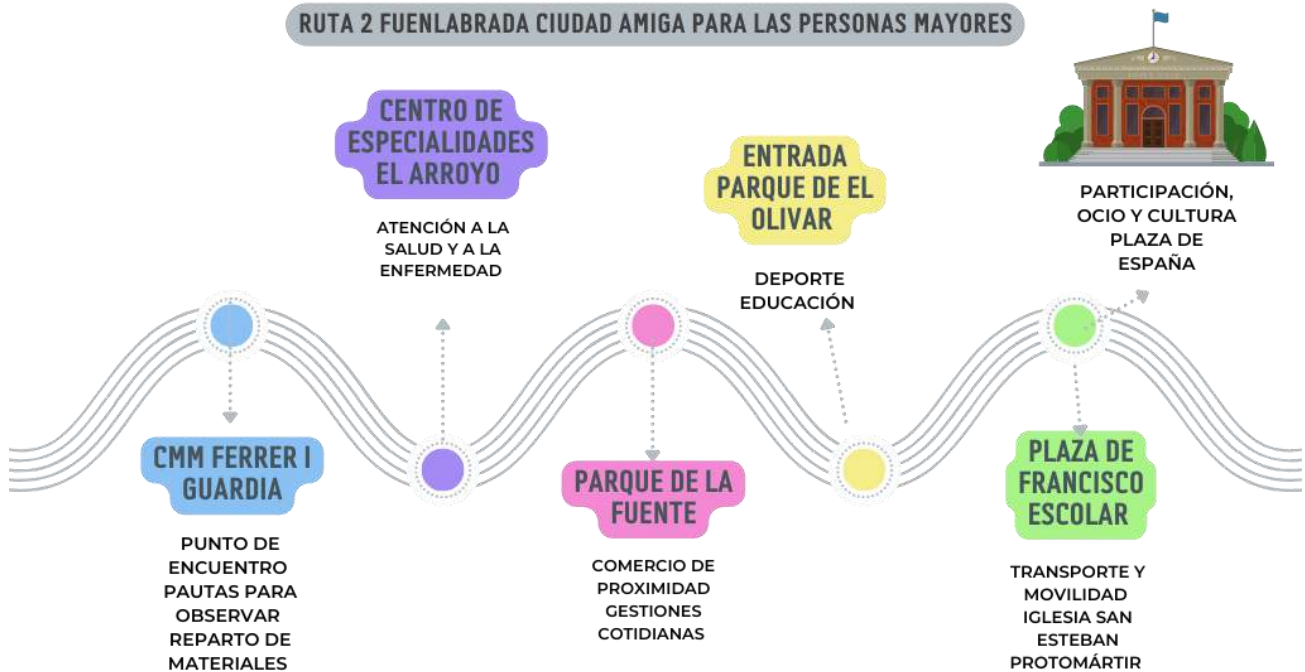 RUTA 2 FUENLABRADA CIUDAD AMIGA PARA LAS PERSONAS MAYORES
CENTRO DE
ESPECIALIDADES
EL ARROYO
ATENCIÓN A LA
SALUD Y A LA
ENFERMEDAD
ENTRADA
PARQUE DE EL
OLIVAR
DEPORTE
EDUCACIÓN
PARTICIPACIÓN,
OCIO Y CULTURA
PLAZA DE
ESPAÑA
CMM FERRER I
GUARDIA
PUNTO DE
ENCUENTRO
PAUTAS PARA
OBSERVAR
REPARTO DE
MATERIALES
PARQUE DE LA
FUENTE
COMERCIO DE
PROXIMIDAD
GESTIONES
COTIDIANAS
PLAZA DE
FRANCISCO
ESCOLAR
TRANSPORTE Y
MOVILIDAD
IGLESIA SAN
ESTEBAN
PROTOMÁRTIR